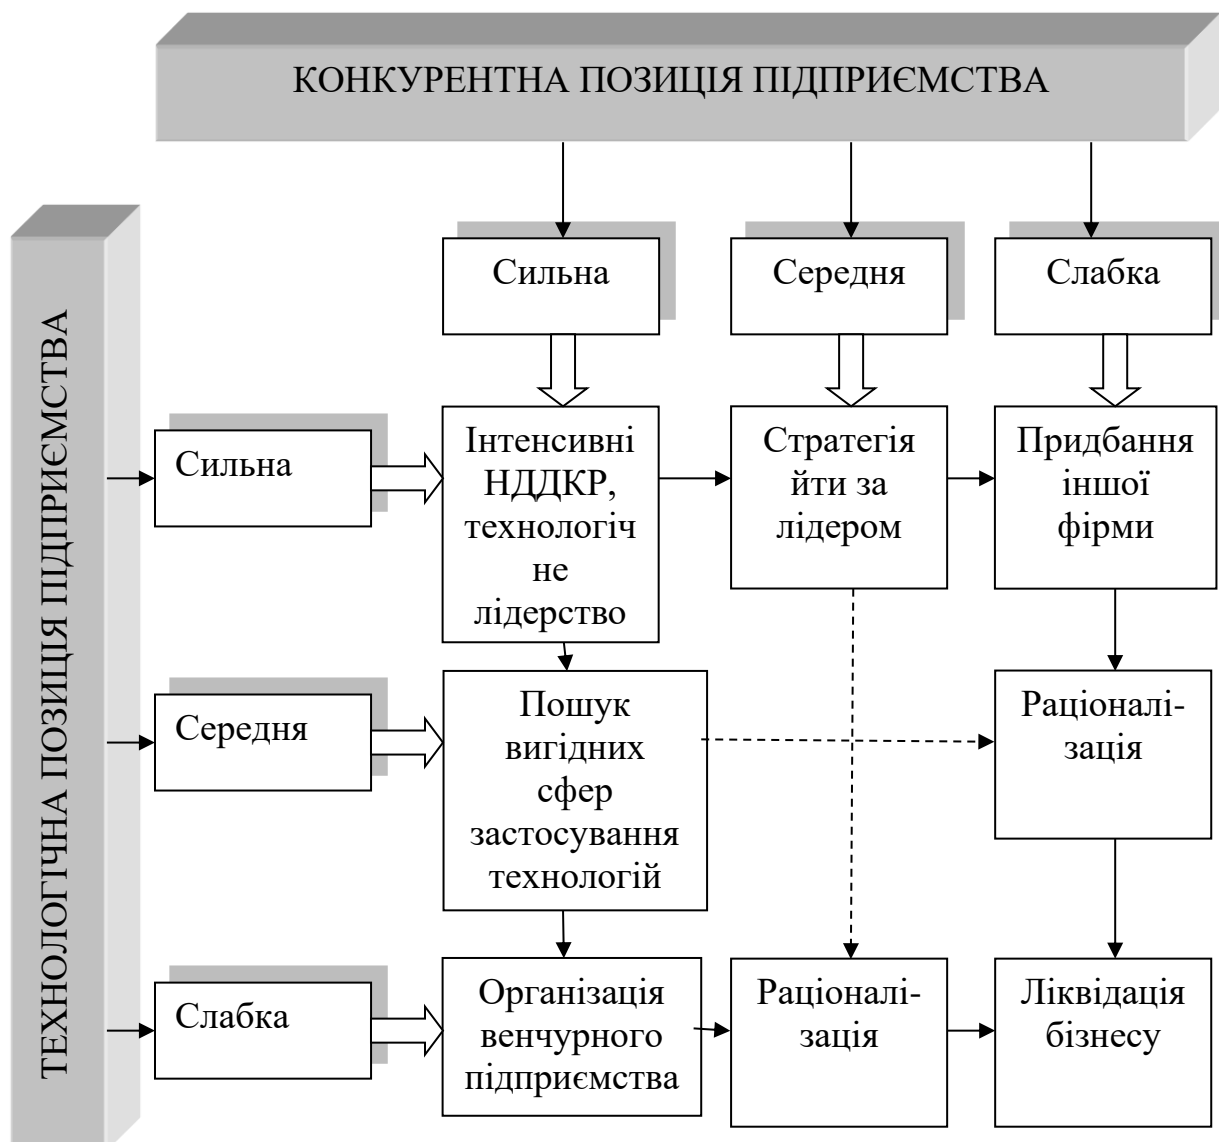 КОНКУРЕНТНА ПОЗИЦІЯ ПІДПРИЄМСТВА
ТЕХНОЛОГІЧНА ПОЗИЦІЯ ПІДПРИЄМСТВА
Сильна
Середня
Слабка
Сильна
Інтенсивні
НДДКР,
технологіч
не
лідерство
Стратегія
йти за
лідером
Придбання
іншої
фірми
Середня
Пошук
вигідних
сфер
застосування
технологій
Раціоналі-
зація
Слабка
Організація
венчурного
підприємства
Раціоналі-
зація
Ліквідація
бізнесу